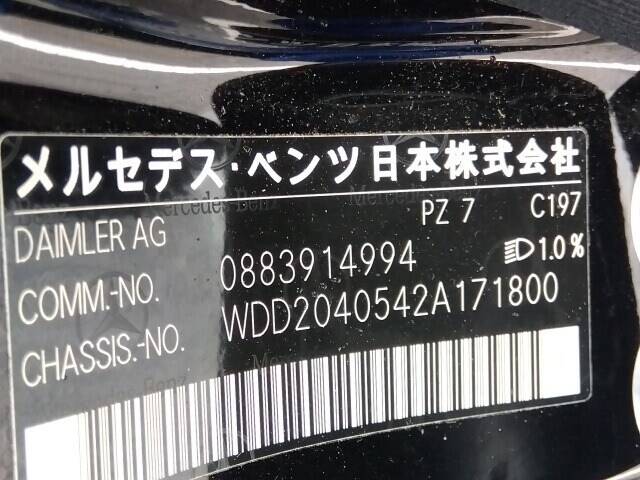 メルセデス・ベンツ日本株式会社
DAIMLER AG PZ 7 C197
COMM.-NO. 0883914994 1.0%
CHASSIS.-NO. WDD2040542A171800